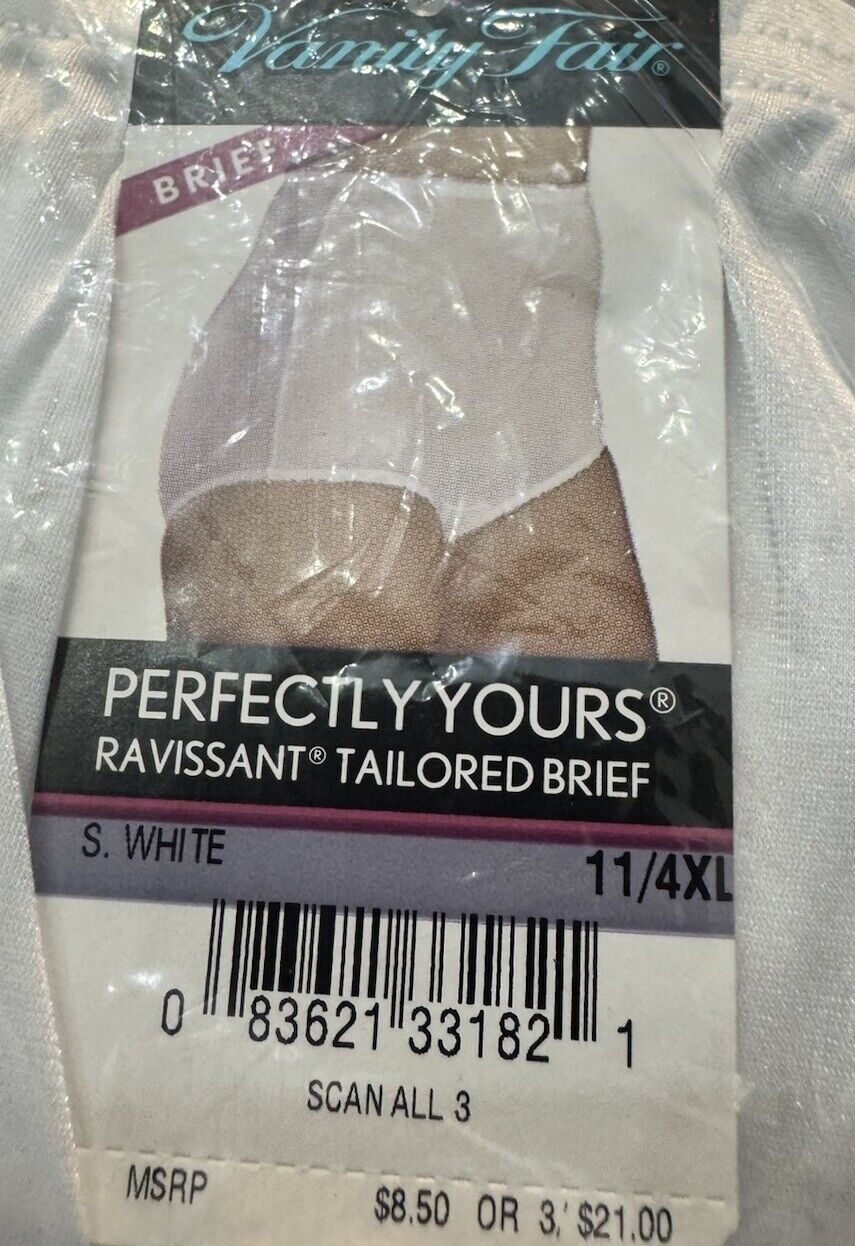 Vanity Fair®
BRIEF
PERFECTLY YOURS®
RAVISSANT® TAILORED BRIEF
S. WHITE 11/4XL
0 83621 33182 1
SCAN ALL 3
MSRP $8.50 OR 3/ $21.00